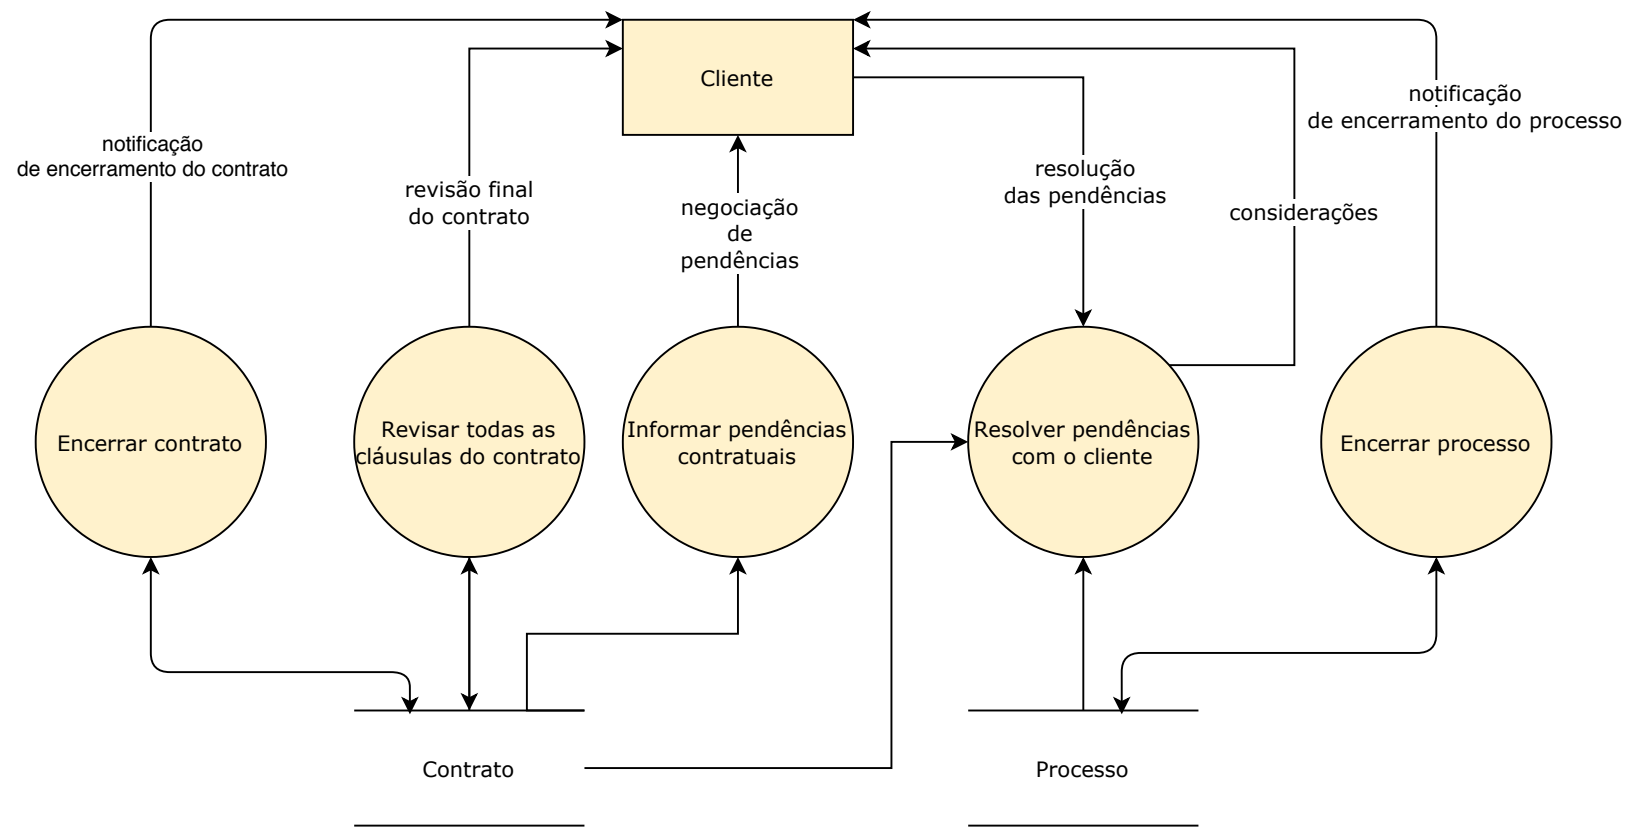 Cliente
notificação
de encerramento do processo
notificação
de encerramento do contrato
revisão final
do contrato
negociação
de
pendências
resolução
das pendências
considerações
Encerrar contrato
Revisar todas as
cláusulas do contrato
Informar pendências
contratuais
Resolver pendências
com o cliente
Encerrar processo
Contrato
Processo